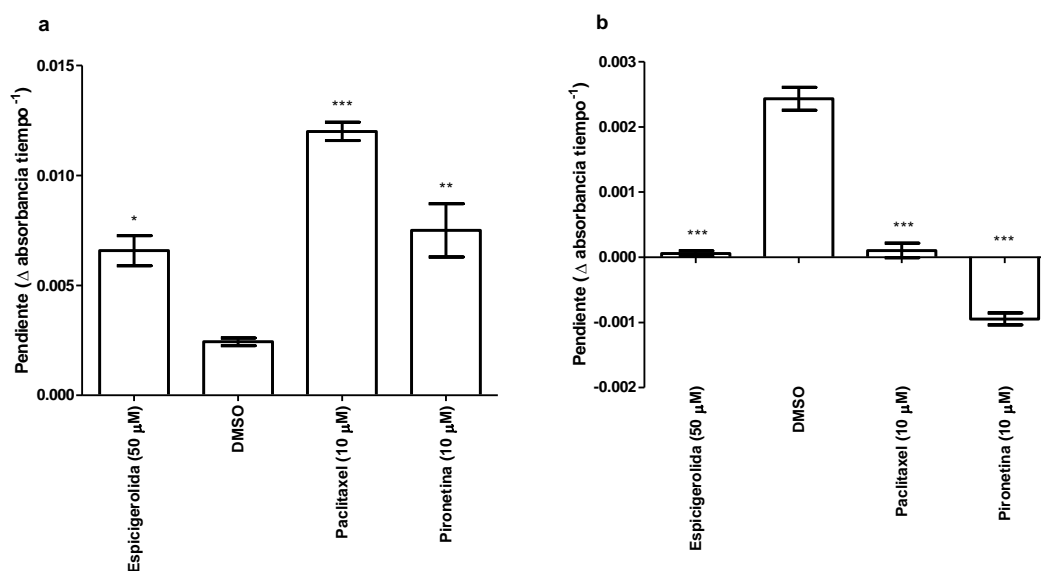 a
Pendiente (Δ absorbancia tiempo⁻¹)
0.015
0.010
0.005
0.000
*
***
**
Espicigerolida (50 μM)
DMSO
Paclitaxel (10 μM)
Pironetina (10 μM)
b
Pendiente (Δ absorbancia tiempo⁻¹)
0.003
0.002
0.001
0.000
-0.001
-0.002
***
***
***
Espicigerolida (50 μM)
DMSO
Paclitaxel (10 μM)
Pironetina (10 μM)